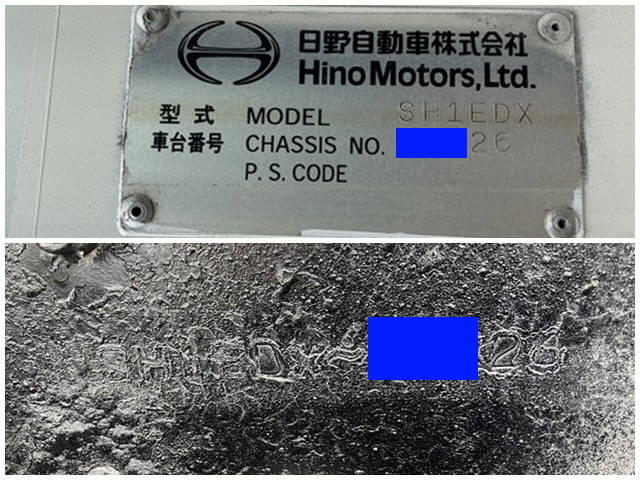 日野自動車株式会社
Hino Motors, Ltd.
型式 MODEL SH1EDX
車台番号 CHASSIS NO. 26
P. S. CODE
SH1EDX- 26